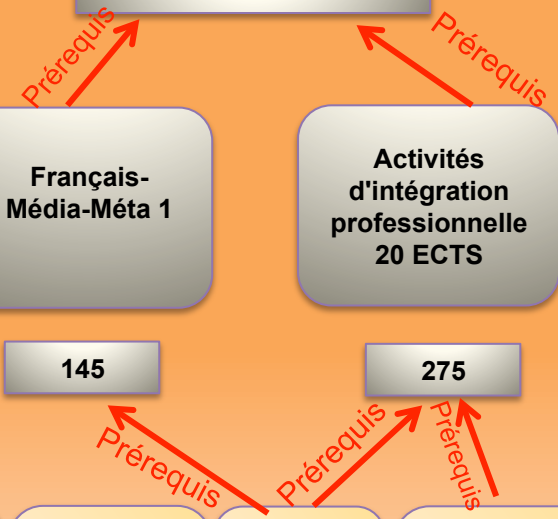 Prérequis
Prérequis
Français-
Média-Méta 1
Activités
d'intégration
professionnelle
20 ECTS
145
275
Prérequis
Prérequis
Prérequis